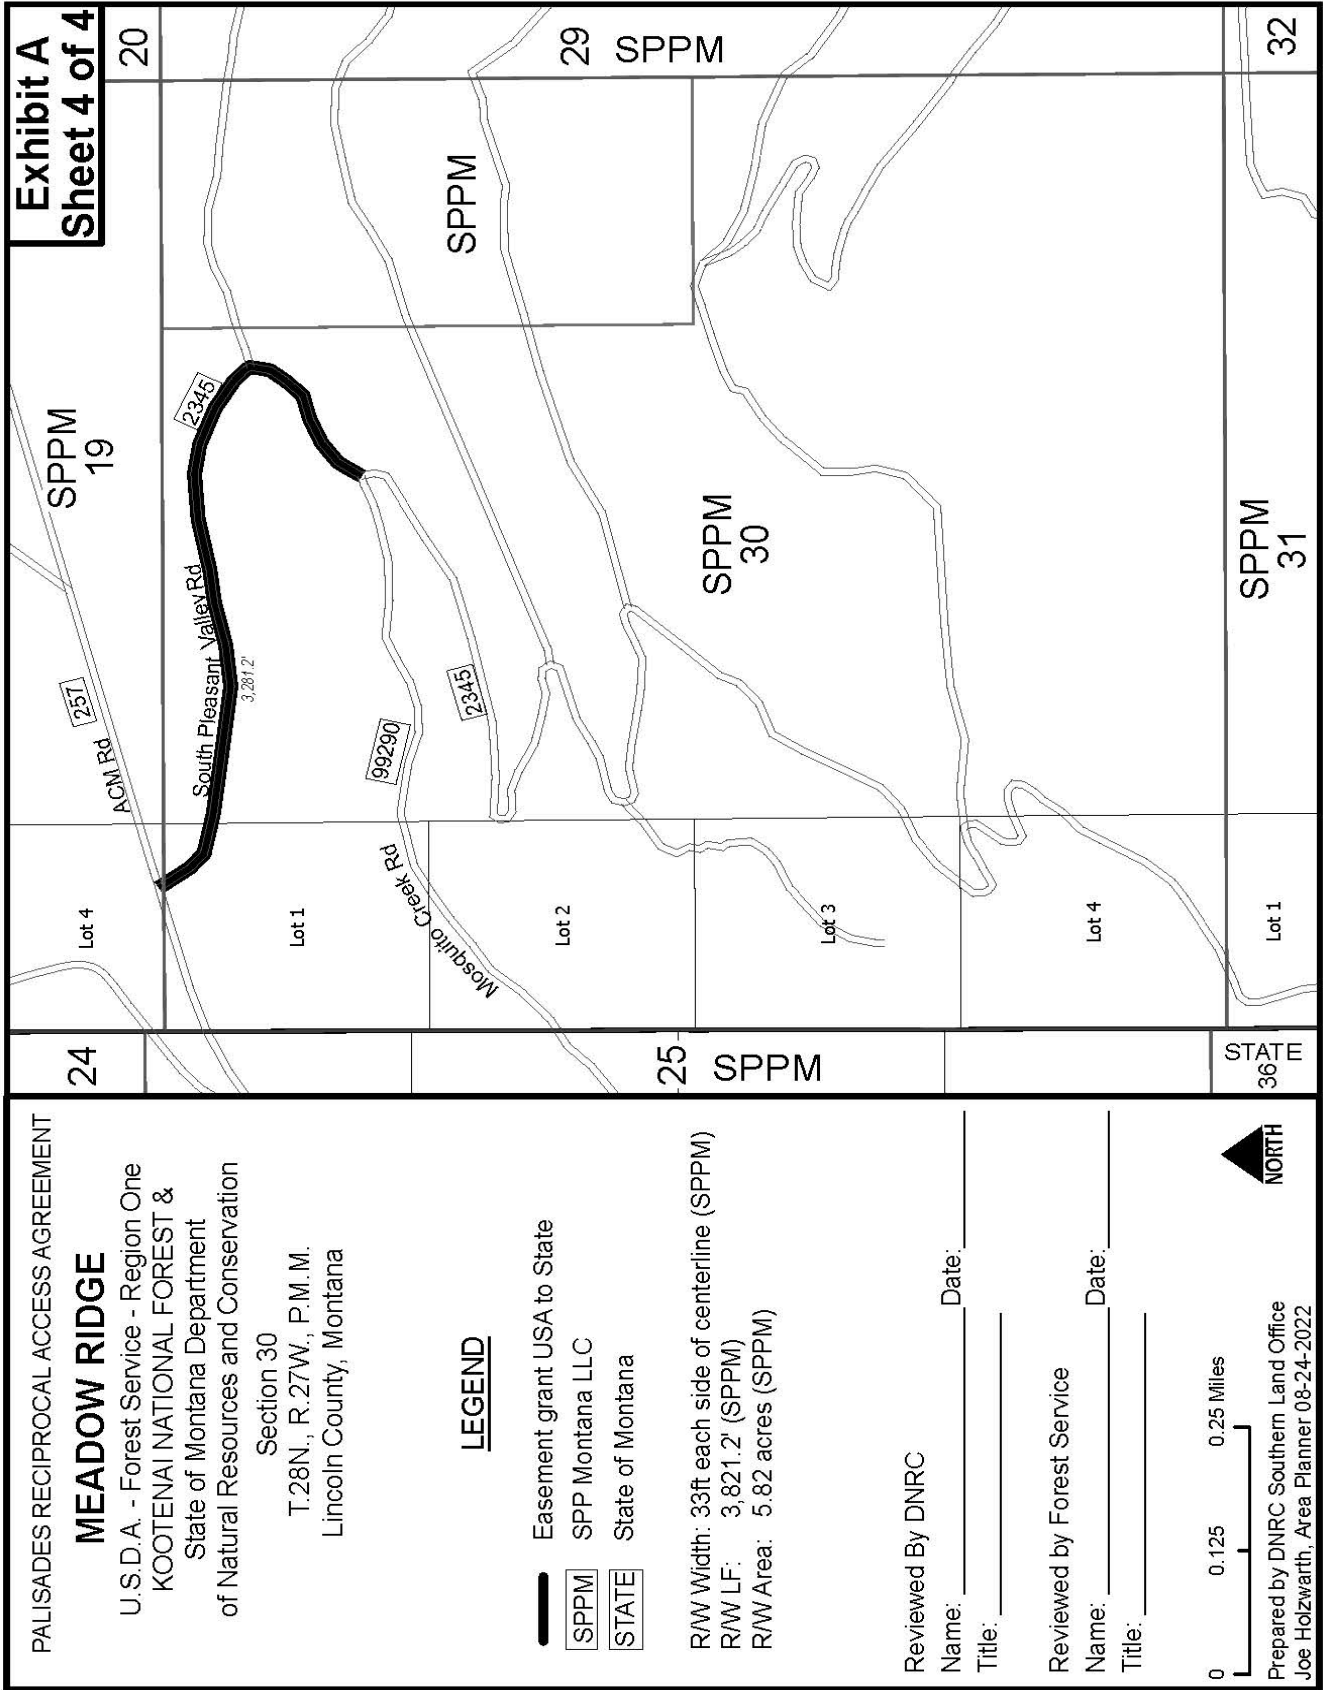 PALISADES RECIPROCAL ACCESS AGREEMENT
MEADOW RIDGE
U.S.D.A. - Forest Service - Region One
KOOTENAI NATIONAL FOREST &
State of Montana Department
of Natural Resources and Conservation
Section 30
T.28N., R.27W., P.M.M.
Lincoln County, Montana
LEGEND
Easement grant USA to State
SPPM SPP Montana LLC
STATE State of Montana
R/W Width: 33ft each side of centerline (SPPM)
R/W LF: 3,821.2' (SPPM)
R/W Area: 5.82 acres (SPPM)
Reviewed By DNRC
Name: Date:
Title:
Reviewed by Forest Service
Name: Date:
Title:
0 0.125 0.25 Miles
NORTH
Prepared by DNRC Southern Land Office
Joe Holzwarth, Area Planner 08-24-2022
Exhibit A
Sheet 4 of 4
24
Lot 4
ACM Rd
257
SPPM
19
20
Lot 1
South Pleasant Valley Rd
3,281.2'
2345
Mosquito Creek Rd
99290
2345
SPPM
Lot 2
25
SPPM
Lot 3
SPPM
30
29
SPPM
Lot 4
STATE
36
Lot 1
SPPM
31
32